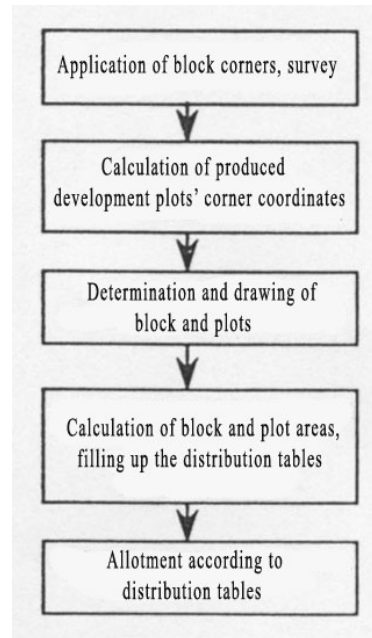 Application of block corners, survey
Calculation of produced
development plots' corner coordinates
Determination and drawing of
block and plots
Calculation of block and plot areas,
filling up the distribution tables
Allotment according to
distribution tables